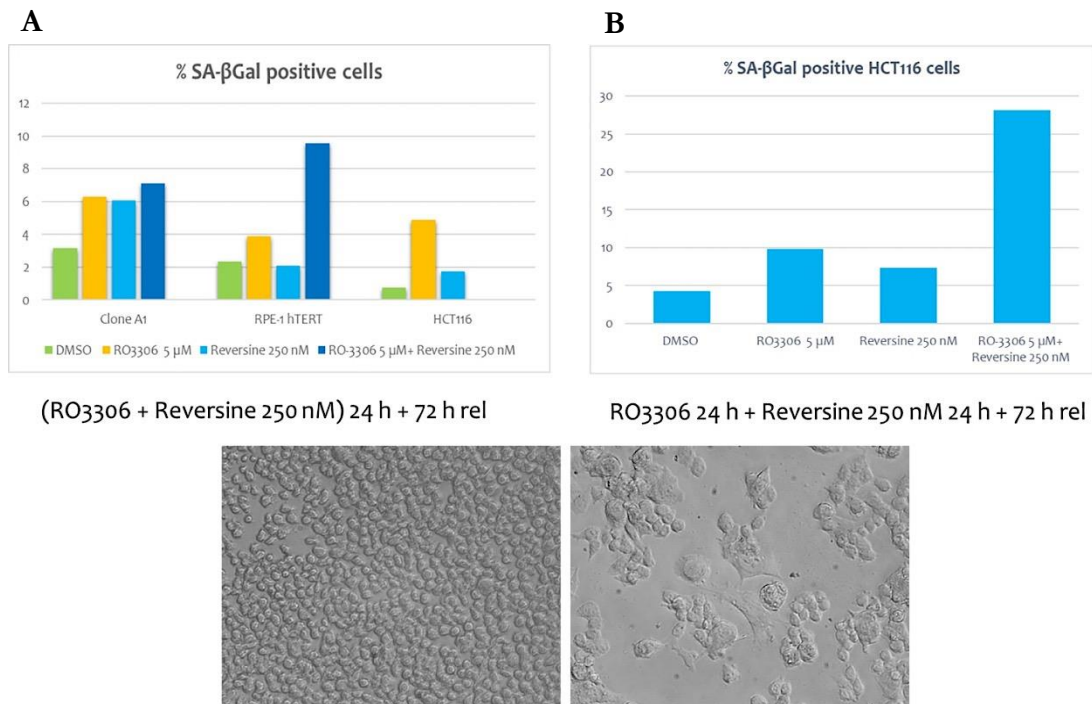 A
B
% SA-βGal positive cells
12
10
8
6
4
2
0
Clone A1
RPE-1 hTERT
HCT116
DMSO
RO3306 5 µM
Reversine 250 nM
RO-3306 5 µM+ Reversine 250 nM
% SA-βGal positive HCT116 cells
30
25
20
15
10
5
0
DMSO
RO3306 5 µM
Reversine 250 nM
RO-3306 5 µM+
Reversine 250 nM
(RO3306 + Reversine 250 nM) 24 h + 72 h rel
RO3306 24 h + Reversine 250 nM 24 h + 72 h rel